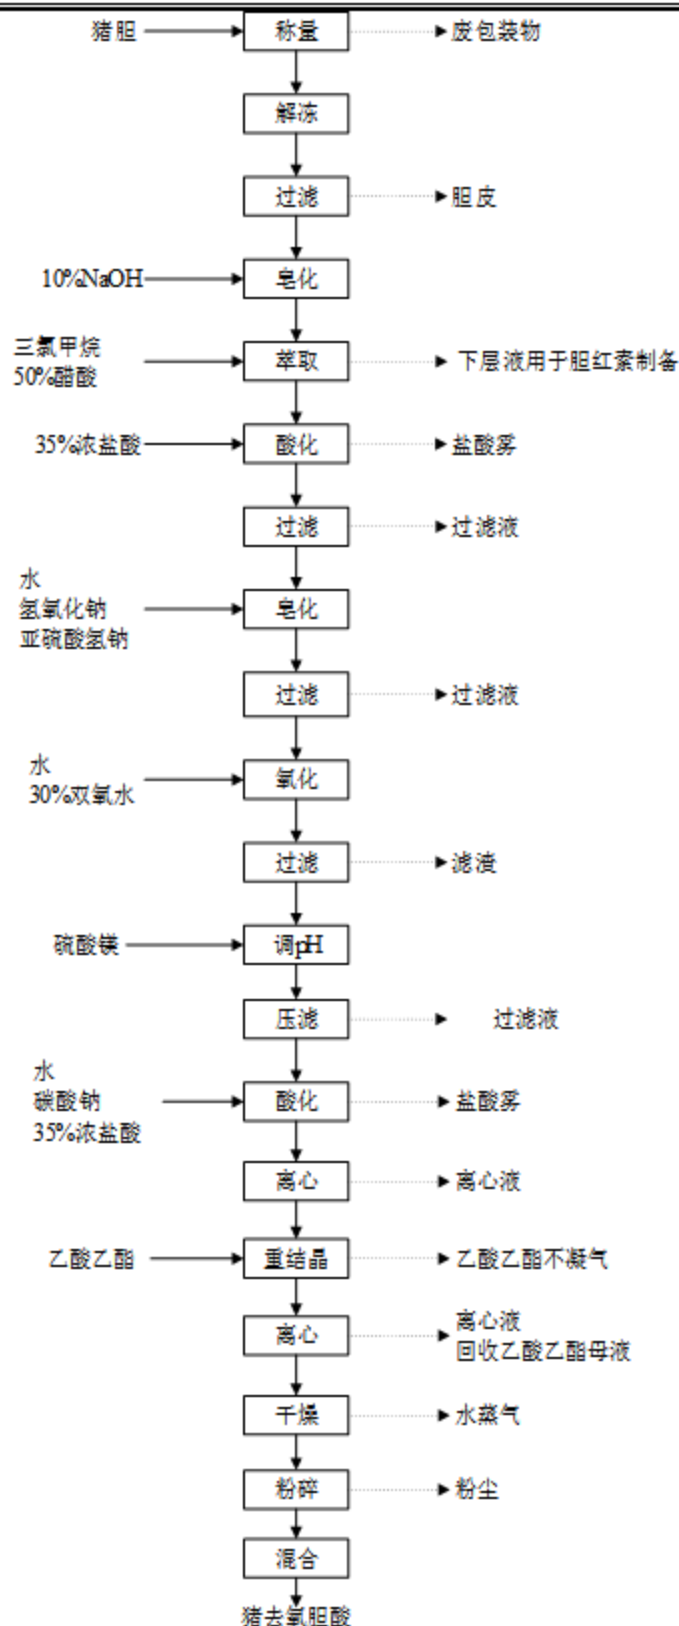 猪胆
称量
废包装物
解冻
过滤
胆皮
10%NaOH
皂化
三氯甲烷
50%醋酸
萃取
下层液用于胆红素制备
35%浓盐酸
酸化
盐酸雾
过滤
过滤液
水
氢氧化钠
亚硫酸氢钠
皂化
过滤
过滤液
水
30%双氧水
氧化
过滤
滤渣
硫酸镁
调pH
压滤
过滤液
水
碳酸钠
35%浓盐酸
酸化
盐酸雾
离心
离心液
乙酸乙酯
重结晶
乙酸乙酯不凝气
离心
离心液
回收乙酸乙酯母液
干燥
水蒸气
粉碎
粉尘
混合
猪去氧胆酸